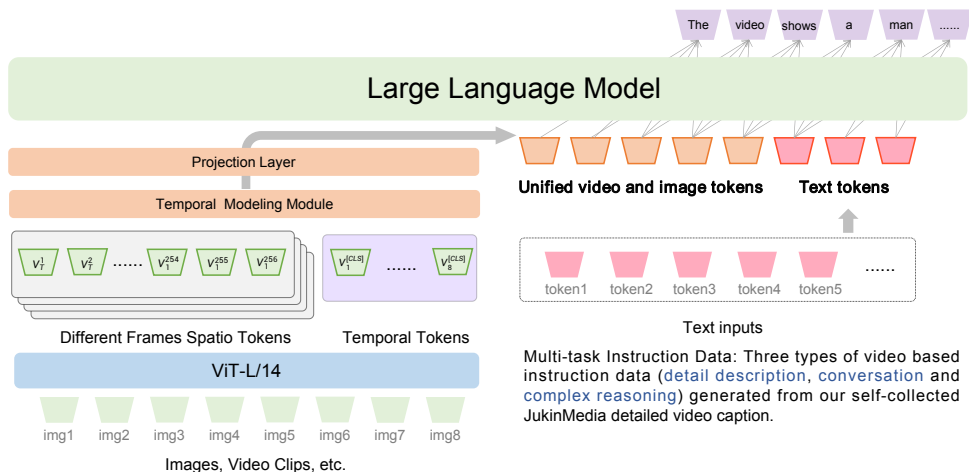 The video shows a man ......
Large Language Model
Projection Layer
Temporal Modeling Module
Unified video and image tokens
Text tokens
V_T^1 V_T^2 ...... V_1^254 V_1^255 V_1^256
V_1^[CLS] ...... V_8^[CLS]
Different Frames Spatio Tokens
Temporal Tokens
ViT-L/14
img1 img2 img3 img4 img5 img6 img7 img8
Images, Video Clips, etc.
token1 token2 token3 token4 token5 ......
Text inputs
Multi-task Instruction Data: Three types of video based
instruction data (detail description, conversation and
complex reasoning) generated from our self-collected
JukinMedia detailed video caption.